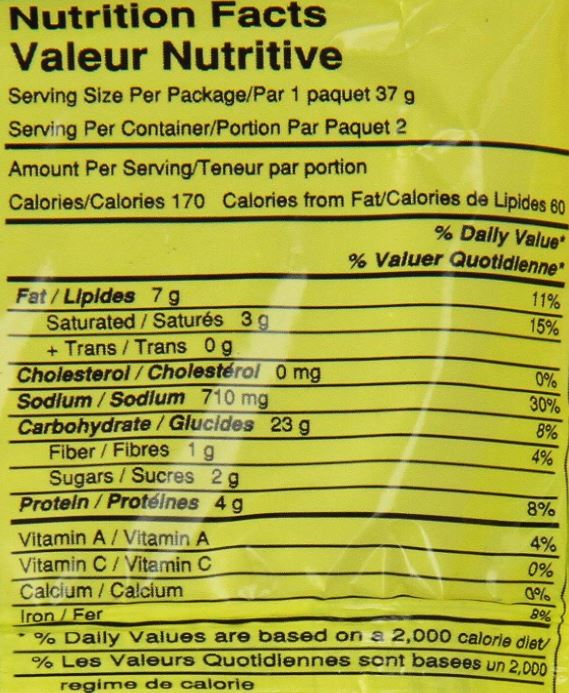 Nutrition Facts
Valeur Nutritive
Serving Size Per Package/Par 1 paquet 37 g
Serving Per Container/Portion Par Paquet 2
Amount Per Serving/Teneur par portion
Calories/Calories 170 Calories from Fat/Calories de Lipides 60
% Daily Value*
% Valuer Quotidienne*
Fat / Lipides 7 g 11%
Saturated / Saturés 3 g 15%
+ Trans / Trans 0 g
Cholesterol / Cholestérol 0 mg 0%
Sodium / Sodium 710 mg 30%
Carbohydrate / Glucides 23 g 8%
Fiber / Fibres 1 g 4%
Sugars / Sucres 2 g
Protein / Protéines 4 g 8%
Vitamin A / Vitamin A 4%
Vitamin C / Vitamin C 0%
Calcium / Calcium 0%
Iron / Fer 8%
* % Daily Values are based on a 2,000 calorie diet/
% Les Valeurs Quotidiennes sont basees un 2,000
regime de calorie